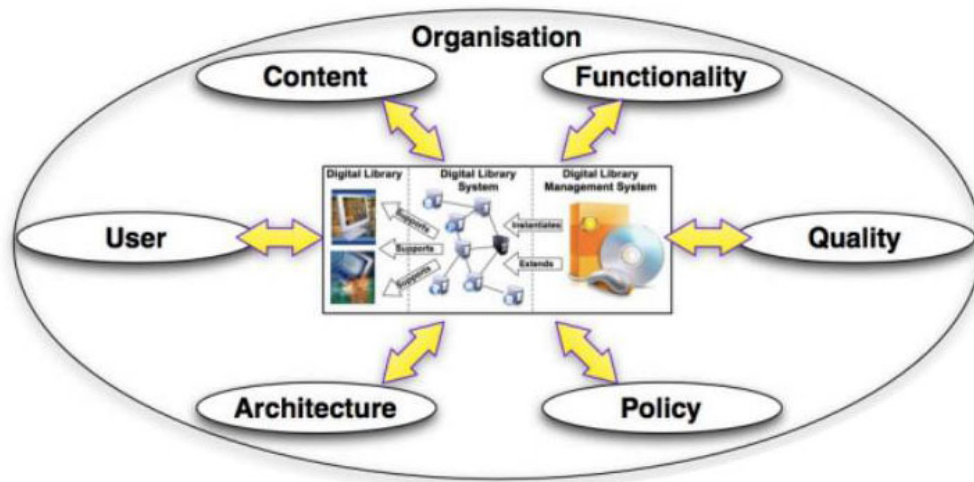 Organisation
Content
Functionality
Digital Library
Digital Library
System
Digital Library
Management System
Supports
Supports
Supports
Instantiates
Extends
User
Quality
Architecture
Policy